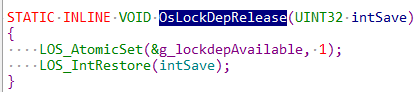 STATIC INLINE VOID OsLockDepRelease(UINT32 intSave)
{
    LOS_AtomicSet(&g_lockdepAvailable, 1);
    LOS_IntRestore(intSave);
}